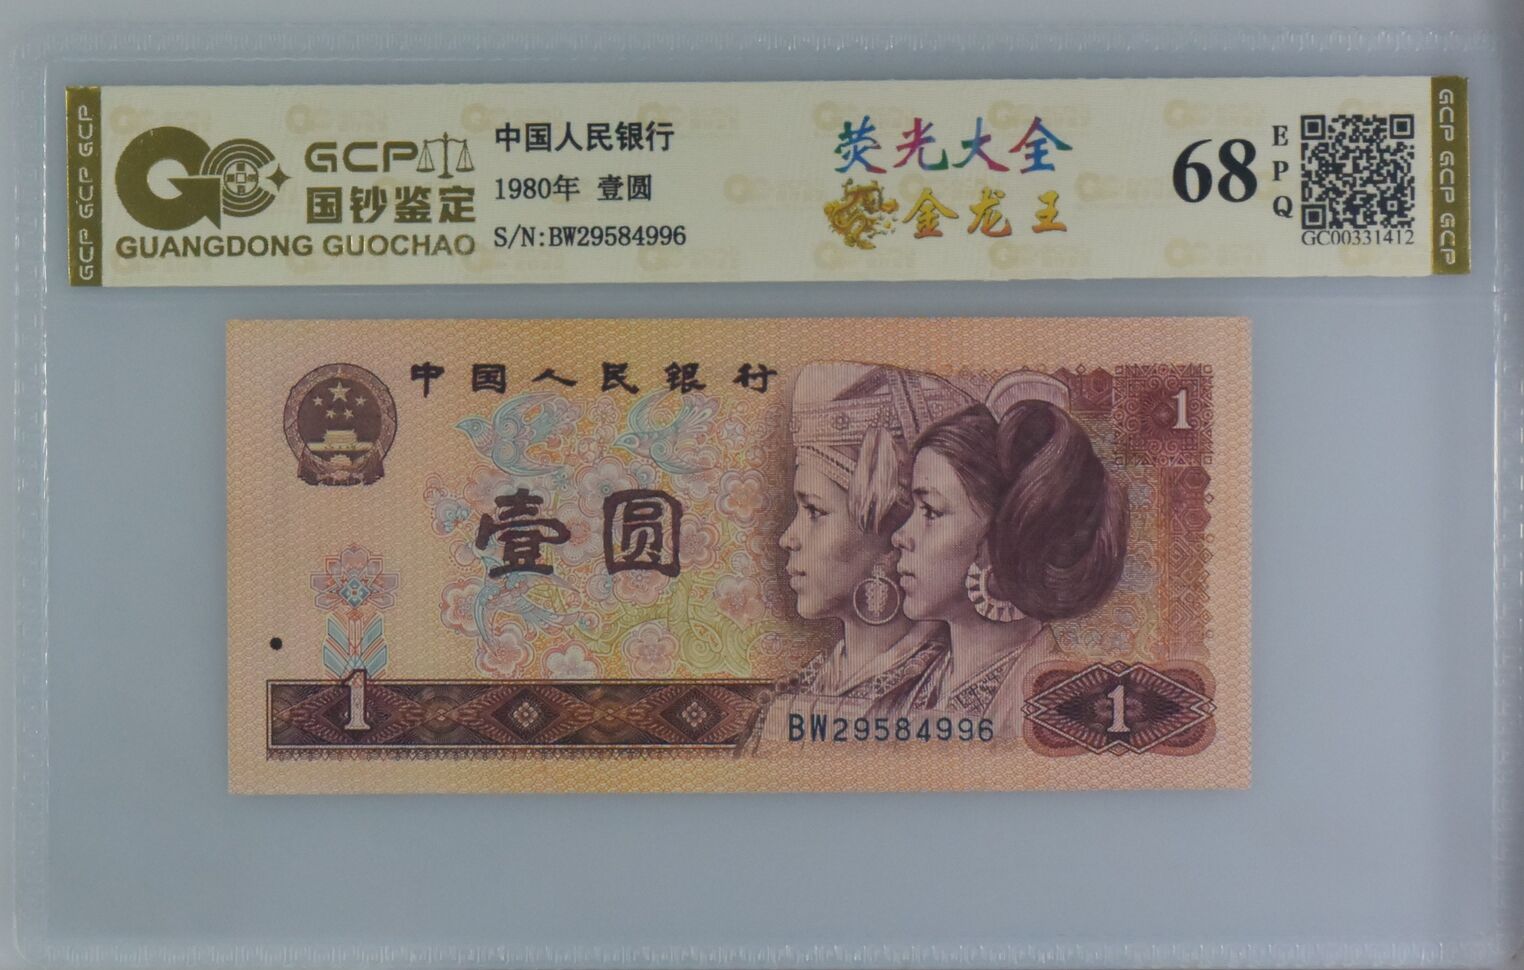 GCP GCP GCP GCP
GCP
国钞鉴定
GUANGDONG GUOCHAO
中国人民银行
1980年 壹圆
S/N:BW29584996
荧光大全
金龙王
68
EPQ
GC00331412
GCP GCP GCP
中国人民银行
1
壹圆
1
BW29584996
1